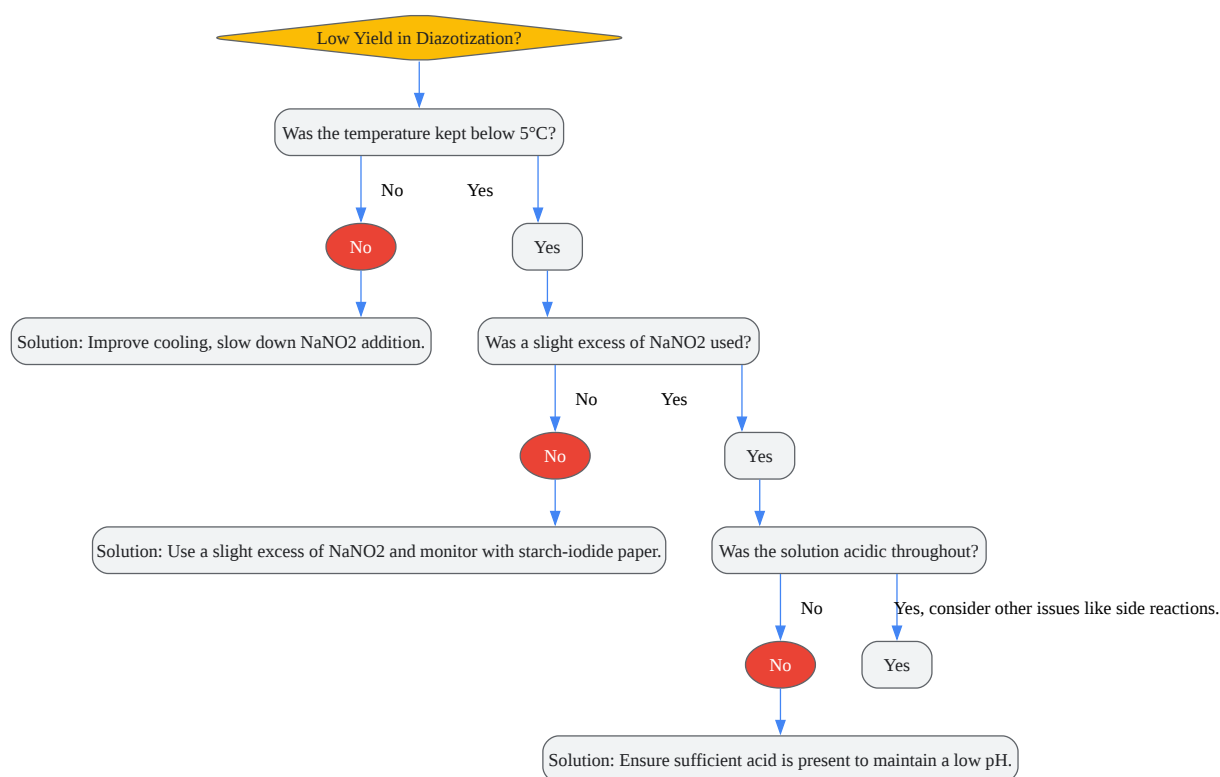 Low Yield in Diazotization?
Was the temperature kept below 5°C?
No
Yes
No
Yes
Solution: Improve cooling, slow down NaNO2 addition.
Was a slight excess of NaNO2 used?
No
Yes
No
Yes
Solution: Use a slight excess of NaNO2 and monitor with starch-iodide paper.
Was the solution acidic throughout?
No
Yes, consider other issues like side reactions.
No
Yes
Solution: Ensure sufficient acid is present to maintain a low pH.